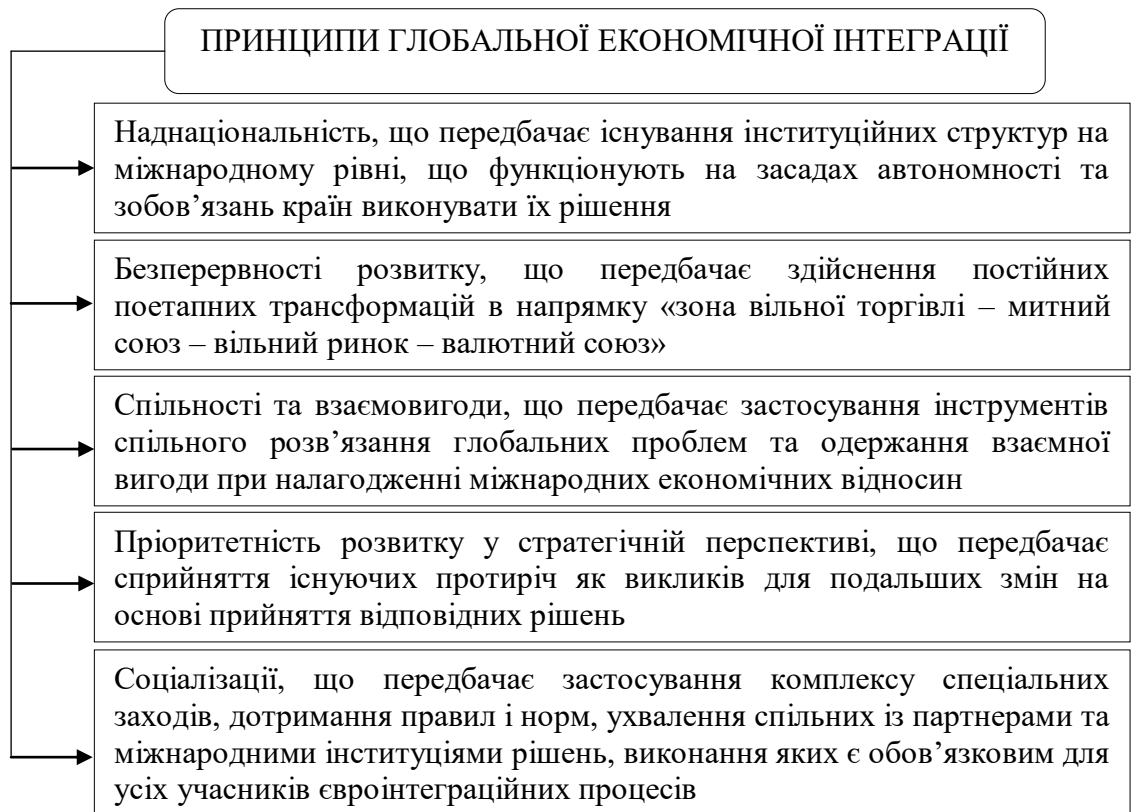 ПРИНЦИПИ ГЛОБАЛЬНОЇ ЕКОНОМІЧНОЇ ІНТЕГРАЦІЇ
Наднаціональність, що передбачає існування інституційних структур на
міжнародному рівні, що функціонують на засадах автономності та
зобов’язань країн виконувати їх рішення
Безперервності розвитку, що передбачає здійснення постійних
поетапних трансформацій в напрямку «зона вільної торгівлі – митний
союз – вільний ринок – валютний союз»
Спільності та взаємовигоди, що передбачає застосування інструментів
спільного розв’язання глобальних проблем та одержання взаємної
вигоди при налагодженні міжнародних економічних відносин
Пріоритетність розвитку у стратегічній перспективі, що передбачає
сприйняття існуючих протиріч як викликів для подальших змін на
основі прийняття відповідних рішень
Соціалізації, що передбачає застосування комплексу спеціальних
заходів, дотримання правил і норм, ухвалення спільних із партнерами та
міжнародними інституціями рішень, виконання яких є обов’язковим для
усіх учасників євроінтеграційних процесів